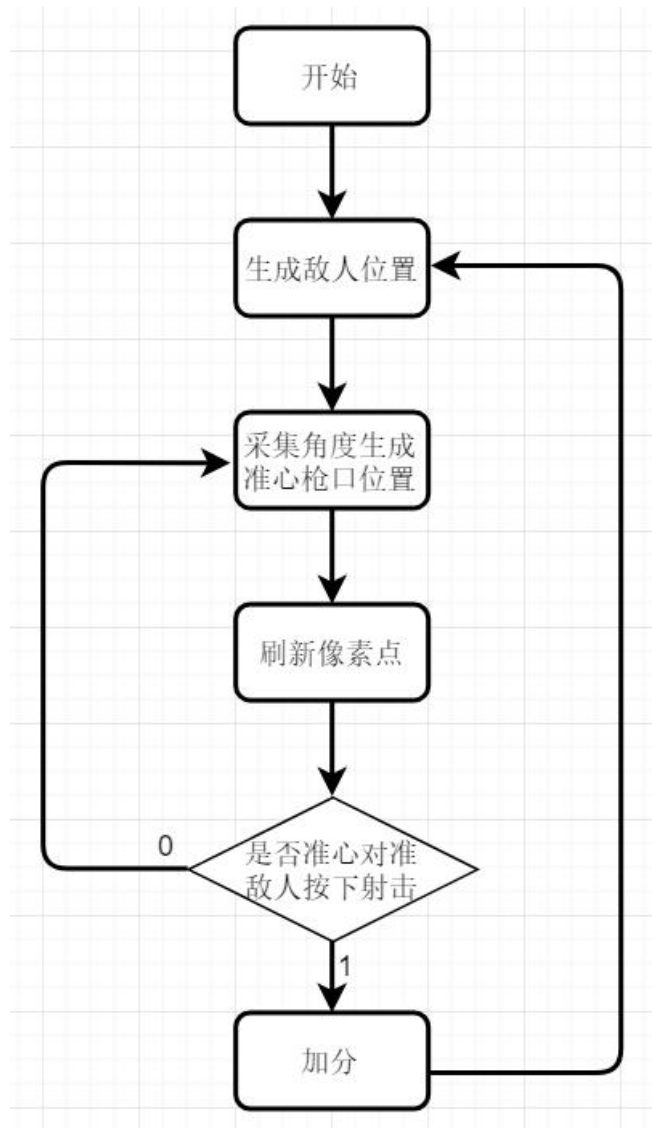 开始
生成敌人位置
采集角度生成
准心枪口位置
刷新像素点
0
是否准心对准
敌人按下射击
1
加分